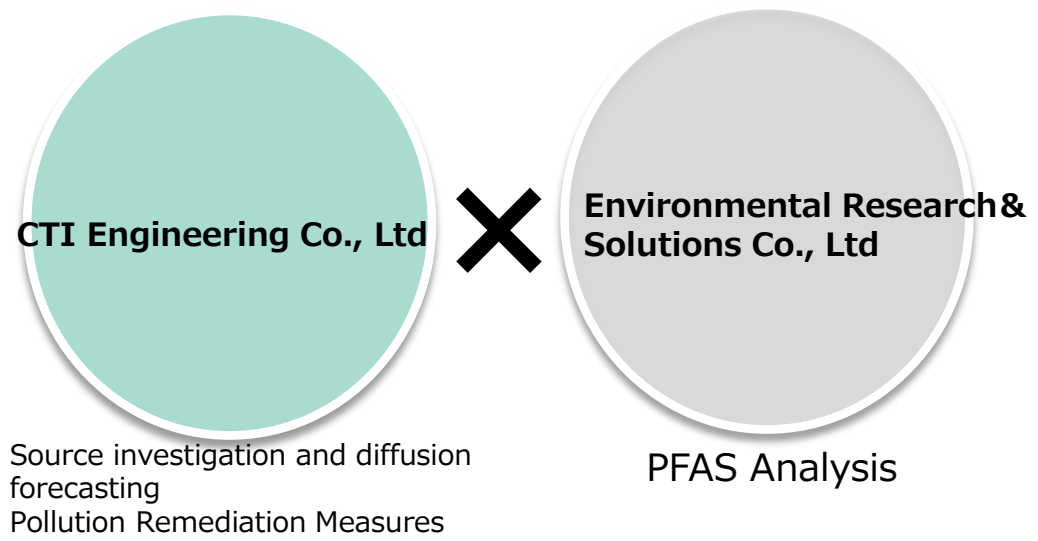 CTI Engineering Co., Ltd
Environmental Research&
Solutions Co., Ltd
Source investigation and diffusion
forecasting
Pollution Remediation Measures
PFAS Analysis